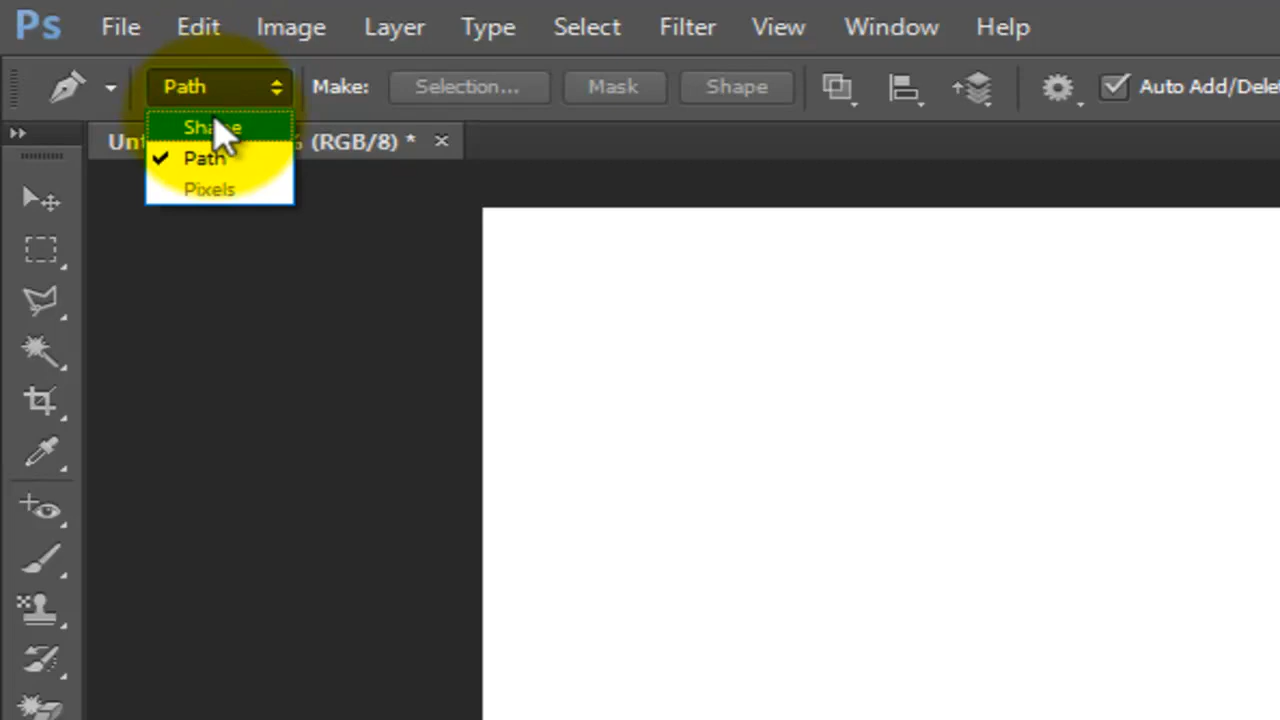 Ps File Edit Image Layer Type Select Filter View Window Help
Path Make: Selection... Mask Shape Auto Add/Delet
Shape
(RGB/8) * ×
Path
Pixels